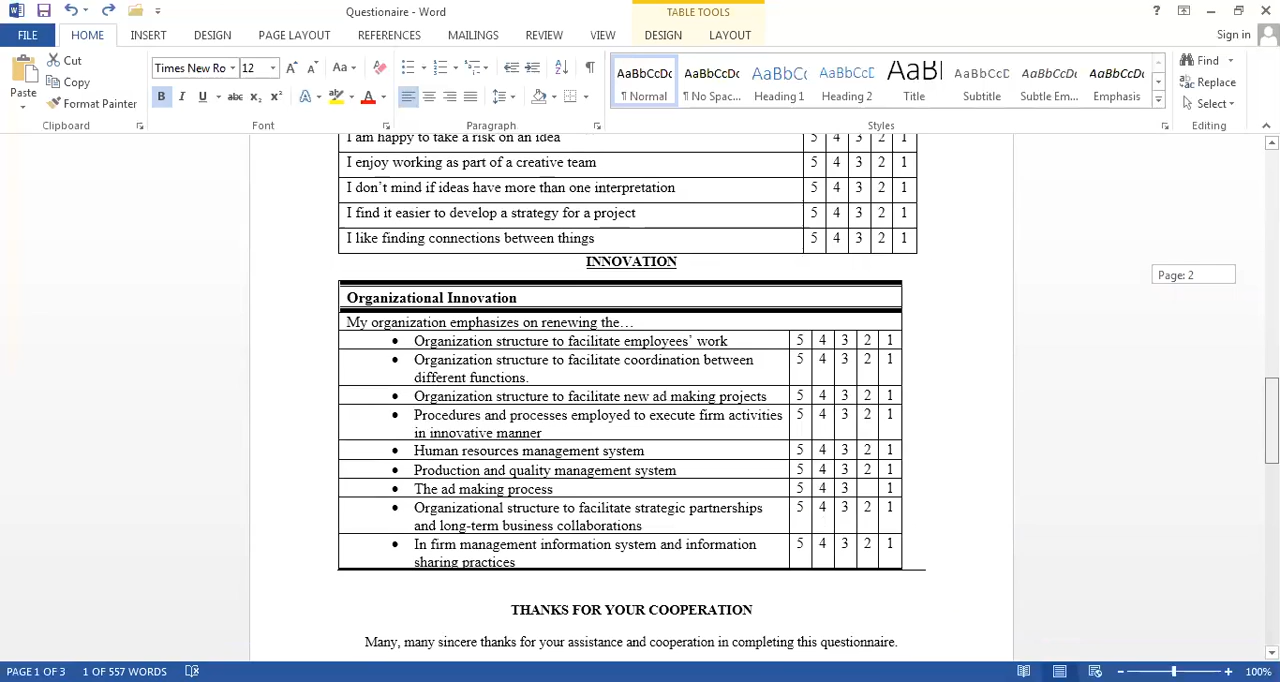 Questionaire - Word
TABLE TOOLS
Sign in
FILE HOME INSERT DESIGN PAGE LAYOUT REFERENCES MAILINGS REVIEW VIEW DESIGN LAYOUT
Paste
Cut
Copy
Format Painter
Clipboard
Times New Ro 12
Font
Paragraph
AaBbCcDc AaBbCcDc AaBbCc AaBbCcD AaBl AaBbCcD AaBbCcDc AaBbCcDc
¶ Normal ¶ No Spac... Heading 1 Heading 2 Title Subtitle Subtle Em... Emphasis
Styles
Find
Replace
Select
Editing
I am happy to take a risk on an idea 5 4 3 2 1
I enjoy working as part of a creative team 5 4 3 2 1
I don’t mind if ideas have more than one interpretation 5 4 3 2 1
I find it easier to develop a strategy for a project 5 4 3 2 1
I like finding connections between things 5 4 3 2 1
INNOVATION
Page: 2
Organizational Innovation
My organization emphasizes on renewing the…
• Organization structure to facilitate employees’ work 5 4 3 2 1
• Organization structure to facilitate coordination between 5 4 3 2 1
different functions.
• Organization structure to facilitate new ad making projects 5 4 3 2 1
• Procedures and processes employed to execute firm activities 5 4 3 2 1
in innovative manner
• Human resources management system 5 4 3 2 1
• Production and quality management system 5 4 3 2 1
• The ad making process 5 4 3 1
• Organizational structure to facilitate strategic partnerships 5 4 3 2 1
and long-term business collaborations
• In firm management information system and information 5 4 3 2 1
sharing practices
THANKS FOR YOUR COOPERATION
Many, many sincere thanks for your assistance and cooperation in completing this questionnaire.
PAGE 1 OF 3 1 OF 557 WORDS 100%